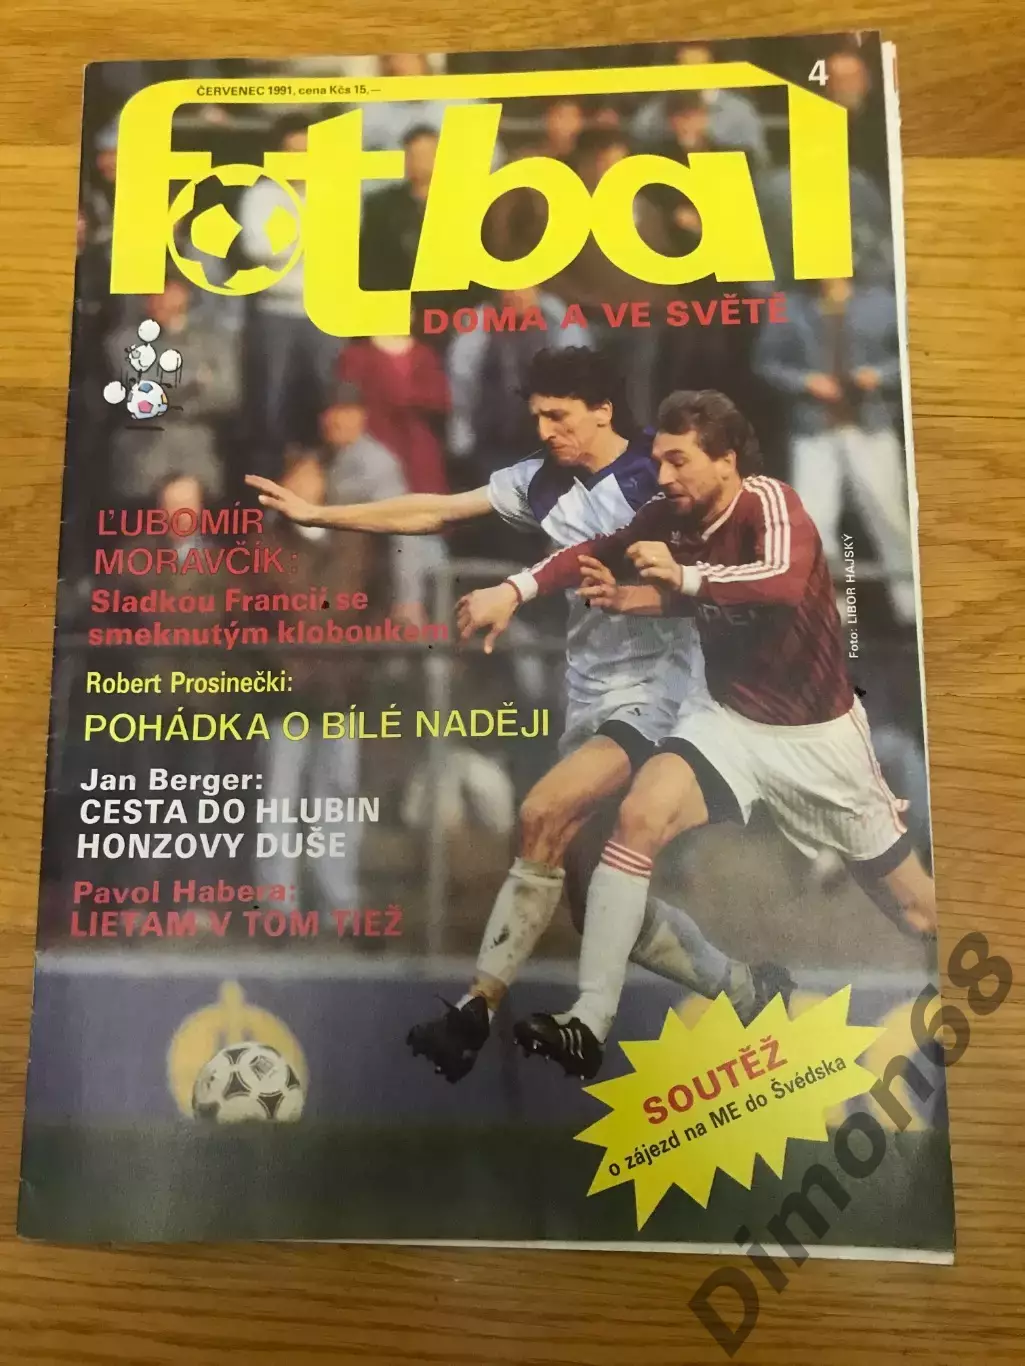 ČERVENEC 1991, cena Kčs 15,—
4
fotbal
DOMA A VE SVĚTĚ
ĽUBOMÍR
MORAVČÍK:
Sladkou Francií se
smeknutým kloboukem
Robert Prosinečki:
POHÁDKA O BÍLÉ NADĚJI
Jan Berger:
CESTA DO HLUBIN
HONZOVY DUŠE
Pavol Habera:
LIETAM V TOM TIEŽ
Foto: LIBOR HAJSKÝ
SOUTĚŽ
o zájezd na ME do Švédska
Dimon68